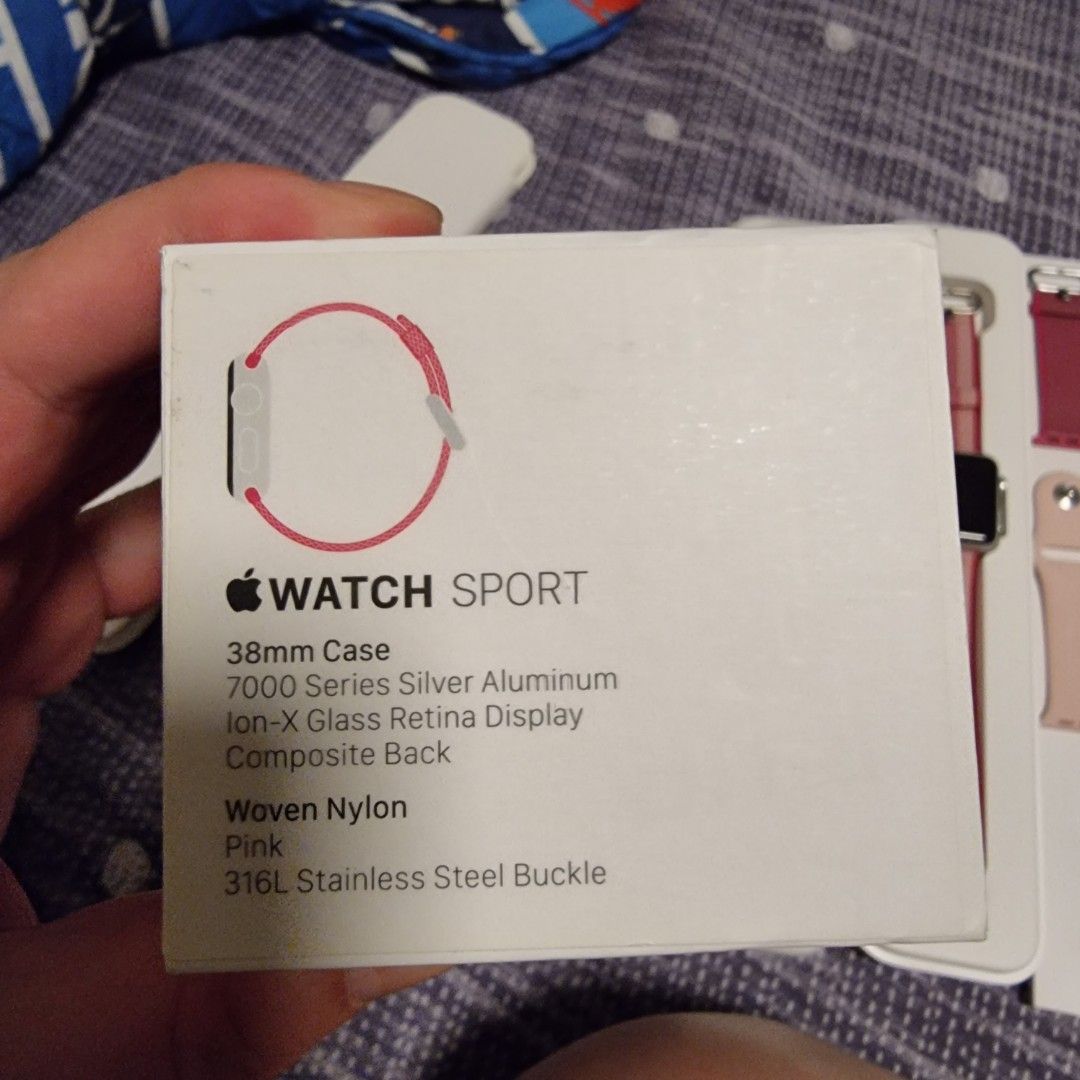 WATCH SPORT
38mm Case
7000 Series Silver Aluminum
Ion-X Glass Retina Display
Composite Back
Woven Nylon
Pink
316L Stainless Steel Buckle